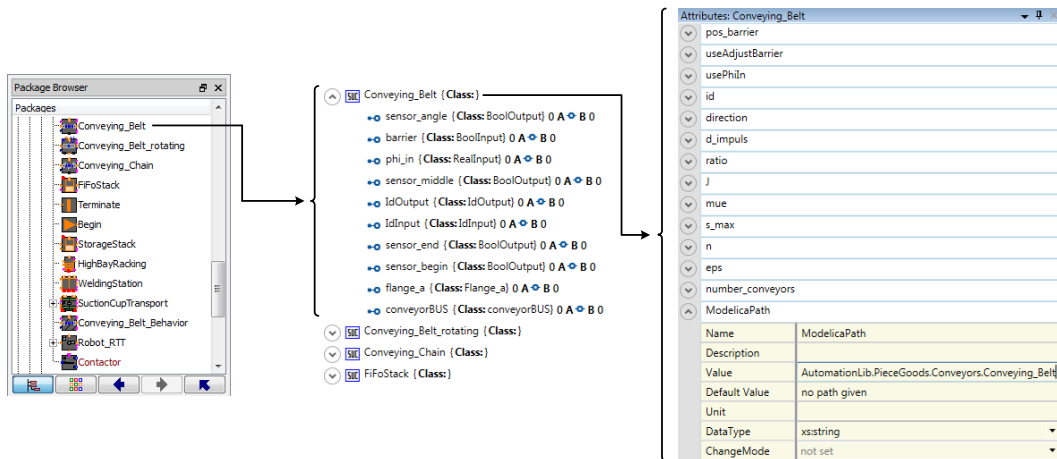 Package Browser
Packages
Conveying_Belt
Conveying_Belt_rotating
Conveying_Chain
FiFoStack
Terminate
Begin
StorageStack
HighBayRacking
WeldingStation
SuctionCupTransport
Conveying_Belt_Behavior
Robot_RTT
Contactor
SUC Conveying_Belt {Class: }
sensor_angle {Class: BoolOutput} 0 A B 0
barrier {Class: BoolInput} 0 A B 0
phi_in {Class: RealInput} 0 A B 0
sensor_middle {Class: BoolOutput} 0 A B 0
IdOutput {Class: IdOutput} 0 A B 0
IdInput {Class: IdInput} 0 A B 0
sensor_end {Class: BoolOutput} 0 A B 0
sensor_begin {Class: BoolOutput} 0 A B 0
flange_a {Class: Flange_a} 0 A B 0
conveyorBUS {Class: conveyorBUS} 0 A B 0
SUC Conveying_Belt_rotating {Class: }
SUC Conveying_Chain {Class: }
SUC FiFoStack {Class: }
Attributes: Conveying_Belt
pos_barrier
useAdjustBarrier
usePhiIn
id
direction
d_impuls
ratio
J
mue
s_max
n
eps
number_conveyors
ModelicaPath
Name ModelicaPath
Description
Value AutomationLib.PieceGoods.Conveyors.Conveying_Belt
Default Value no path given
Unit
DataType xs:string
ChangeMode not set